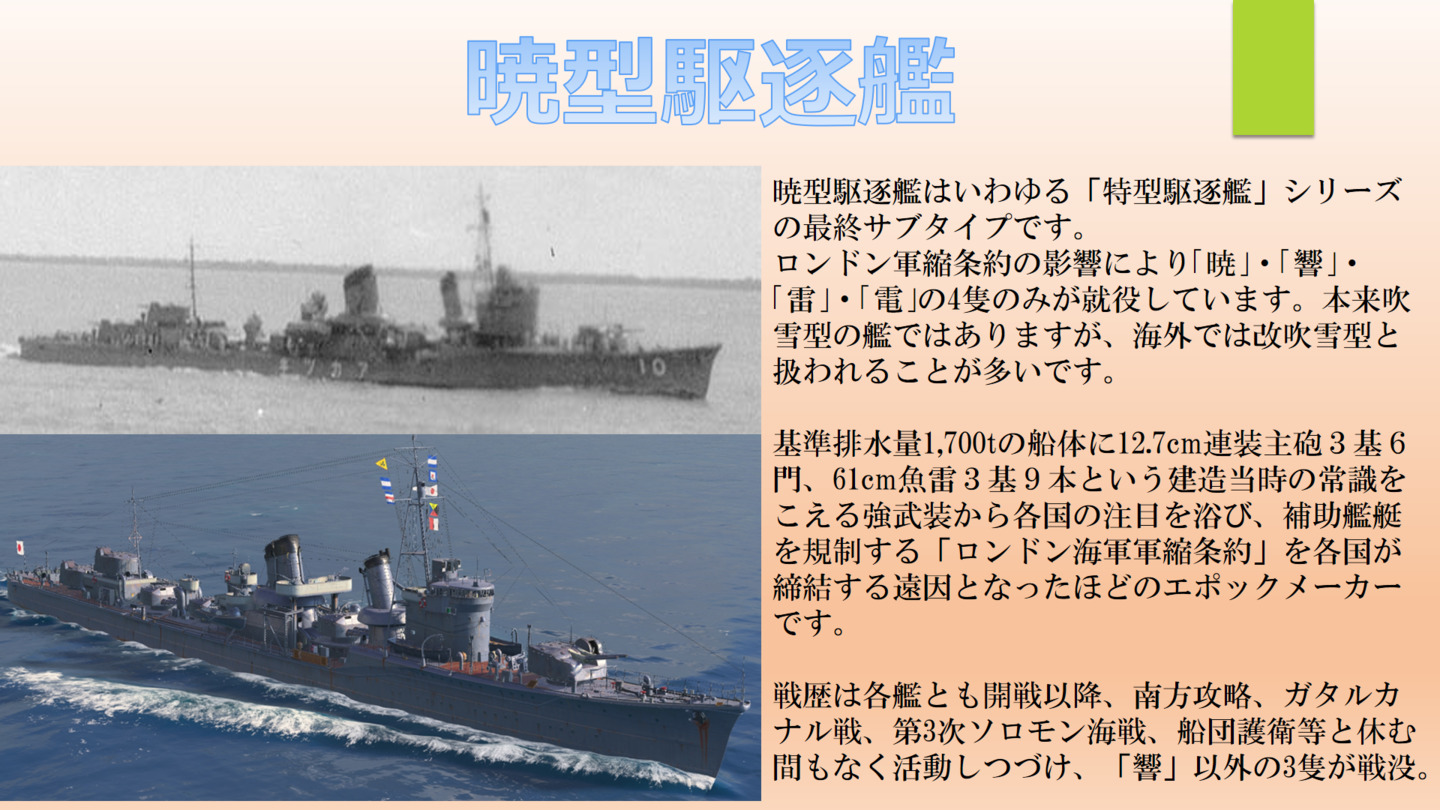 暁型駆逐艦
暁型駆逐艦はいわゆる「特型駆逐艦」シリーズ
の最終サブタイプです。
ロンドン軍縮条約の影響により「暁」・「響」・
「雷」・「電」の4隻のみが就役しています。本来吹
雪型の艦ではありますが、海外では改吹雪型と
扱われることが多いです。
基準排水量1,700tの船体に12.7cm連装主砲３基６
門、61cm魚雷３基９本という建造当時の常識を
こえる強武装から各国の注目を浴び、補助艦艇
を規制する「ロンドン海軍軍縮条約」を各国が
締結する遠因となったほどのエポックメーカー
です。
戦歴は各艦とも開戦以降、南方攻略、ガタルカ
ナル戦、第3次ソロモン海戦、船団護衛等と休む
間もなく活動しつづけ、「響」以外の3隻が戦没。
キツカア
10